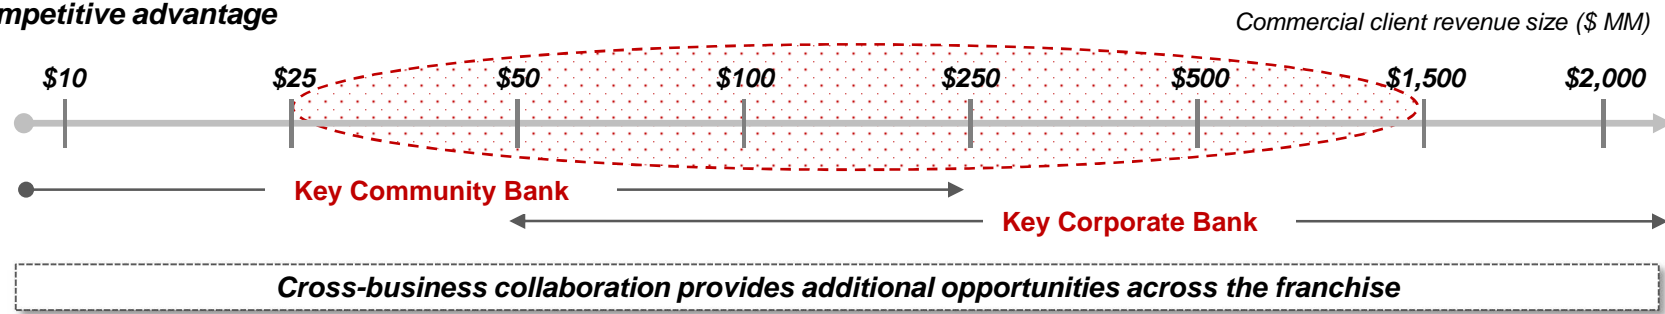 competitive advantage
Commercial client revenue size ($ MM)
$10 $25 $50 $100 $250 $500 $1,500 $2,000
Key Community Bank
Key Corporate Bank
Cross-business collaboration provides additional opportunities across the franchise